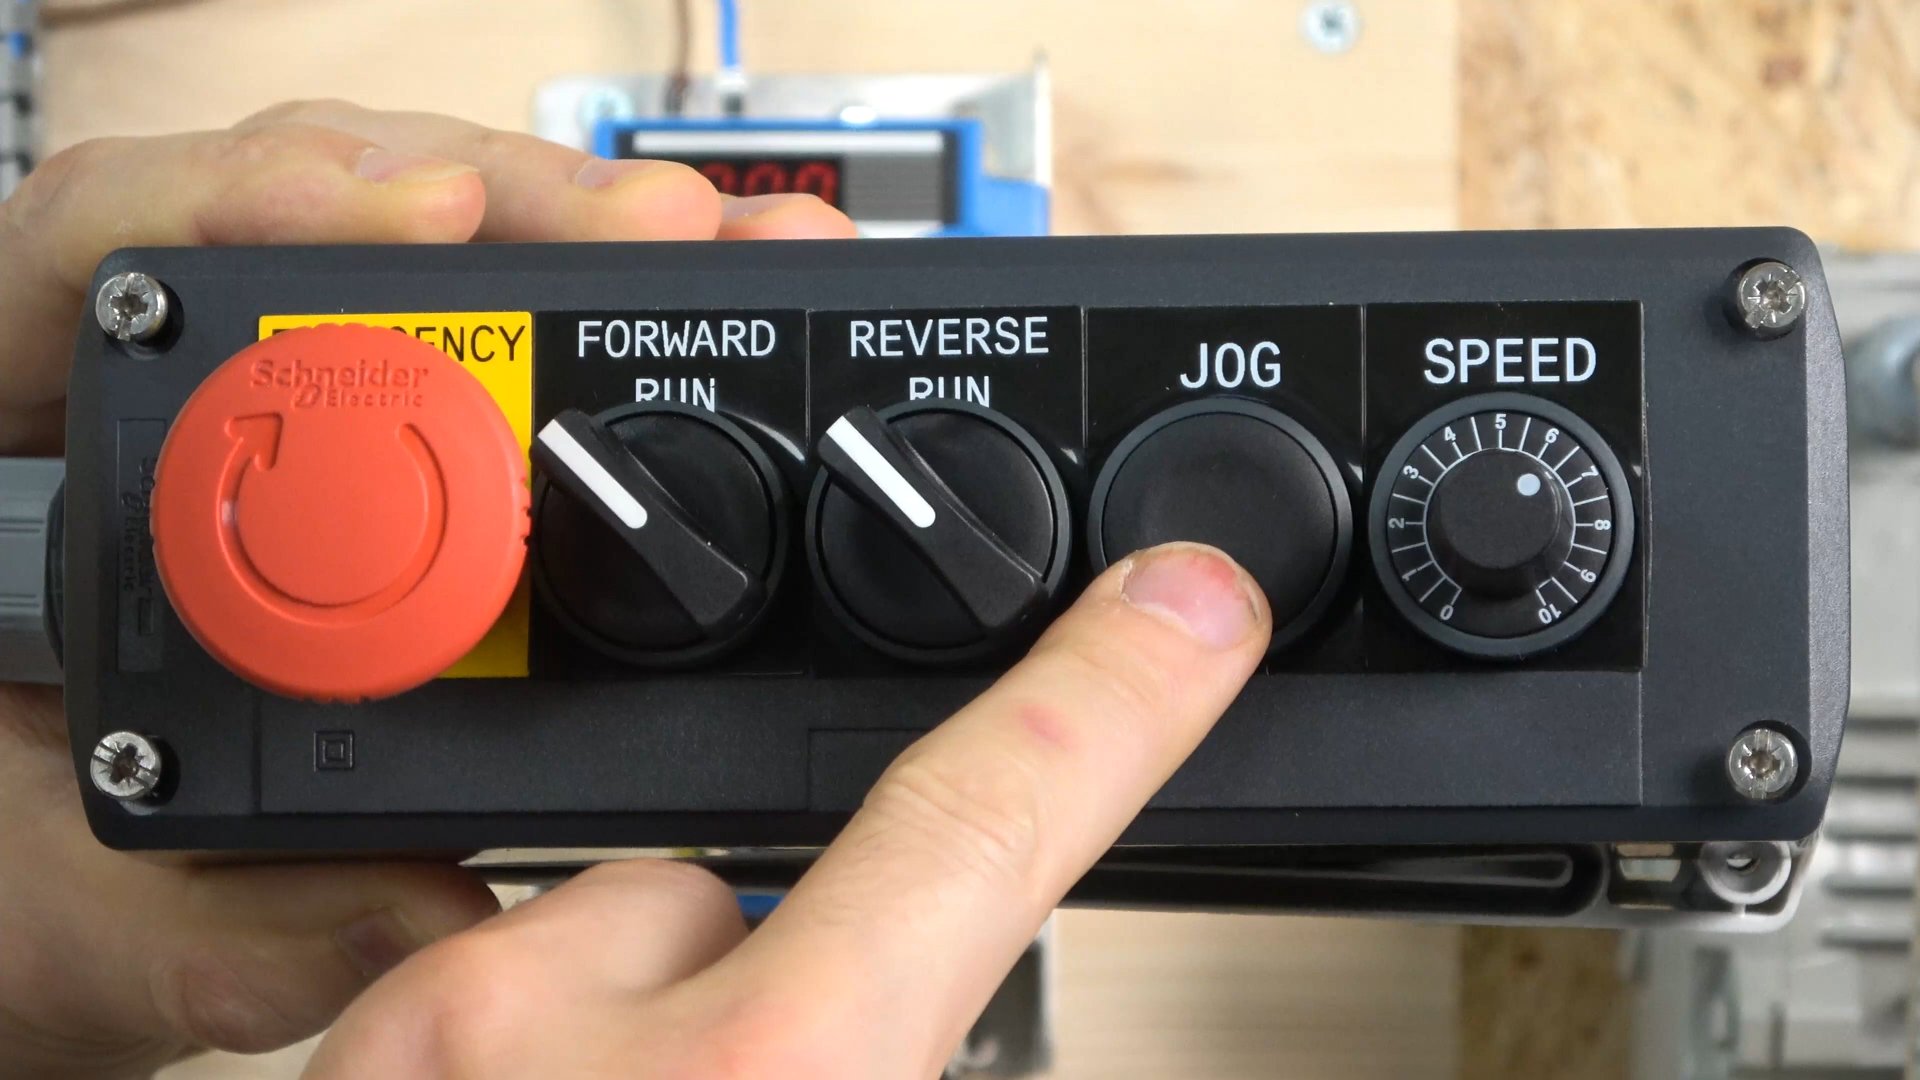 ENCY
Schneider
Electric
FORWARD
RUN
REVERSE
RUN
JOG
SPEED
0 1 2 3 4 5 6 7 8 9 10